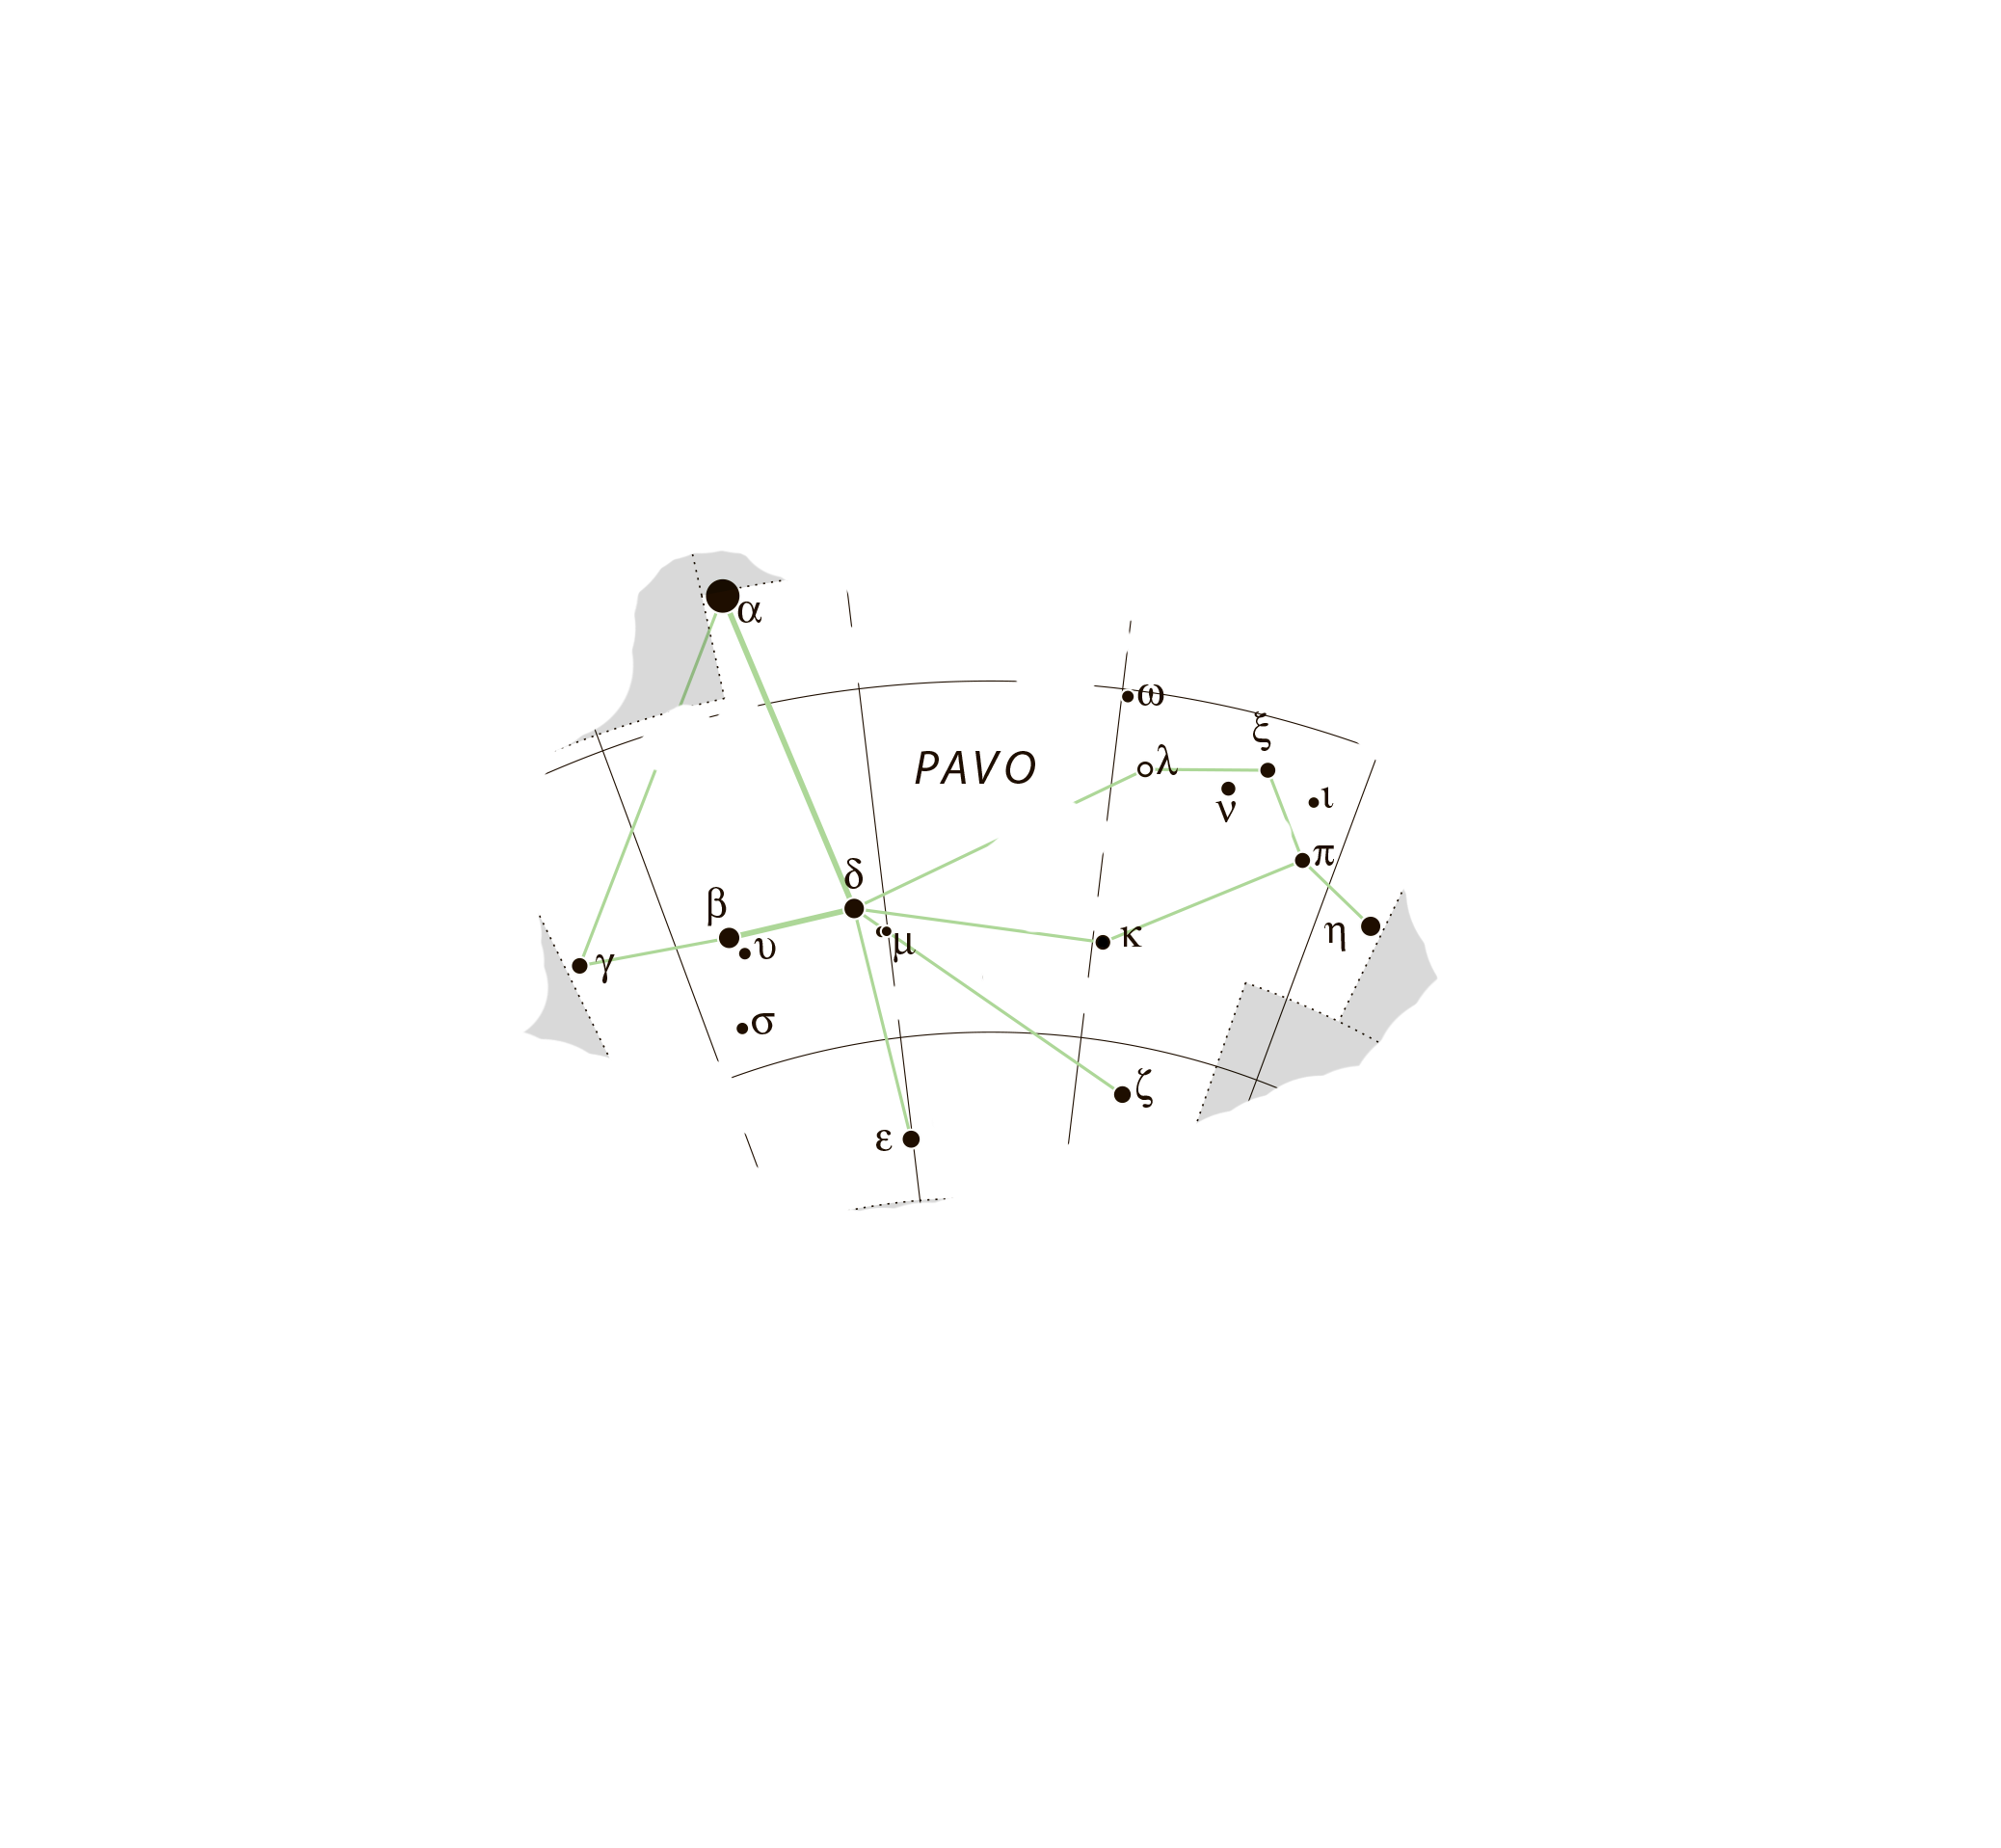 α
ω
ξ
PAVO
λ
ν
ι
π
δ
β
υ
μ
κ
η
γ
σ
ζ
ε